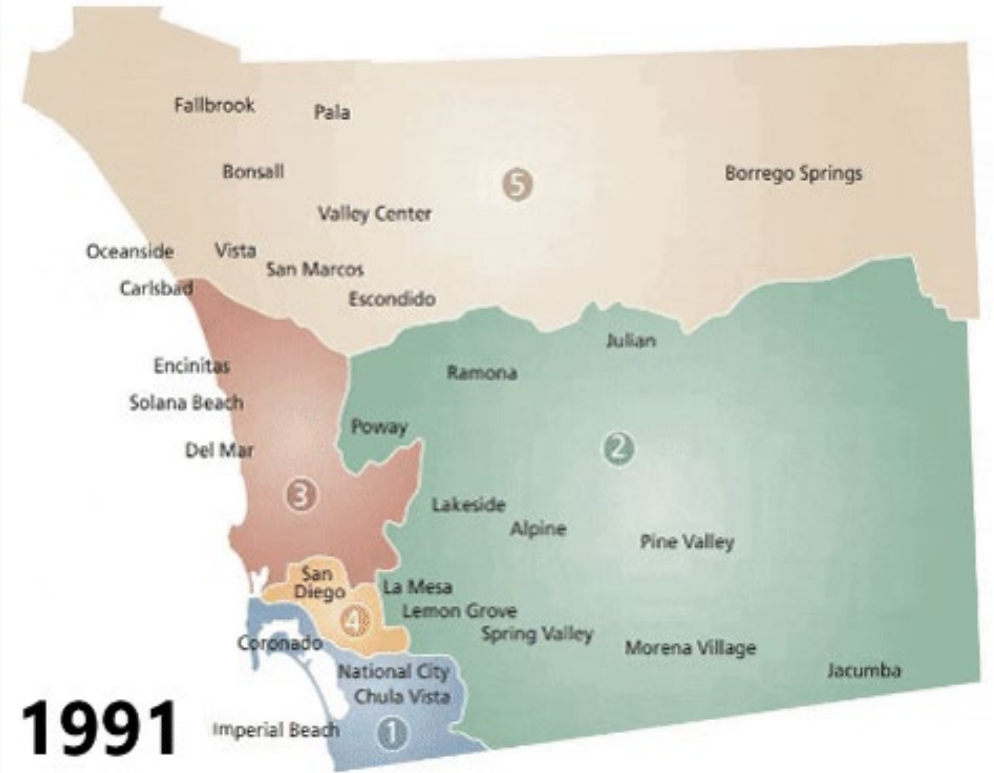 Fallbrook
Pala
Bonsall
5
Borrego Springs
Valley Center
Oceanside
Vista
San Marcos
Carlsbad
Escondido
Julian
Encinitas
Ramona
Solana Beach
Poway
Del Mar
2
3
Lakeside
Alpine
Pine Valley
San
Diego
La Mesa
Lemon Grove
4
Spring Valley
Coronado
Morena Village
National City
Jacumba
Chula Vista
1991
Imperial Beach
1